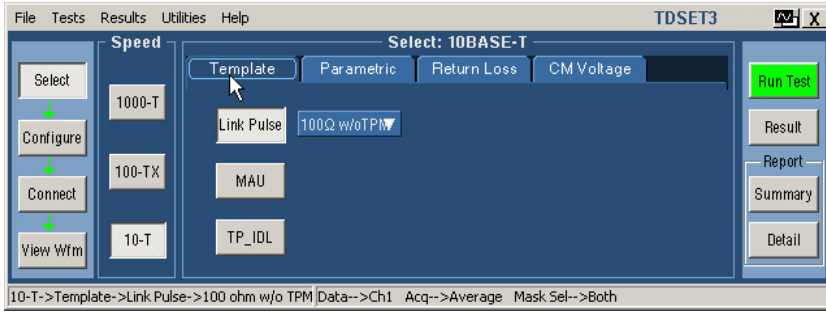 File Tests Results Utilities Help TDSET3 X
Speed
Select: 10BASE-T
Select
Configure
Connect
View Wfm
1000-T
100-TX
10-T
Template Parametric Return Loss CM Voltage
Link Pulse 100Ω w/oTPM
MAU
TP_IDL
Run Test
Result
Report
Summary
Detail
10-T->Template->Link Pulse->100 ohm w/o TPM Data-->Ch1 Acq-->Average Mask Sel-->Both